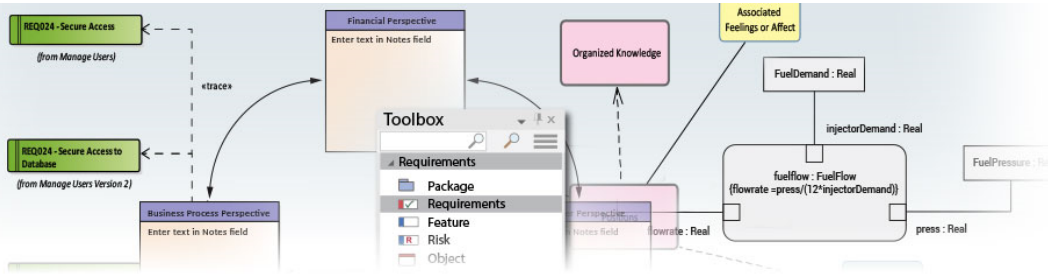 REQ024 - Secure Access
(from Manage Users)
«trace»
REQ024 - Secure Access to
Database
(from Manage Users Version 2)
Financial Perspective
Enter text in Notes field
Business Process Perspective
Enter text in Notes field
Toolbox
Requirements
Package
Requirements
Feature
R
Risk
Object
Organized Knowledge
Associated
Feelings or Affect
Perspective
Notes field
flowrate : Real
FuelDemand : Real
injectorDemand : Real
fuelflow : FuelFlow
{flowrate =press/(12*injectorDemand)}
FuelPressure :
press : Real